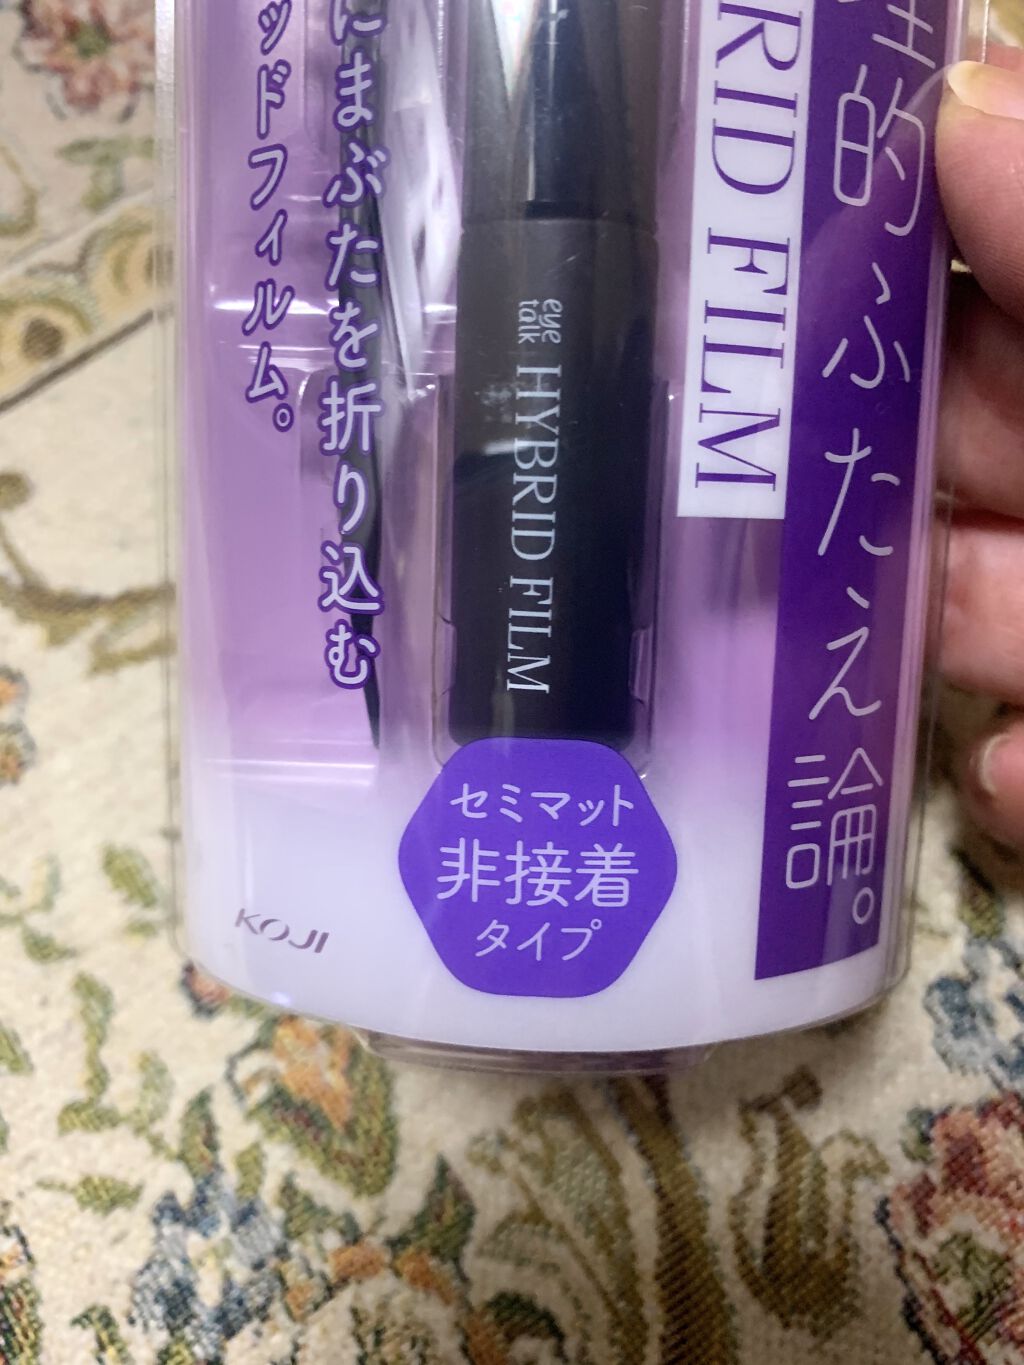 的ふたえ論。
RID FILM
にまぶたを折り込む
ッドフィルム。
eye talk HYBRID FILM
セミマット
非接着
タイプ
KOJI